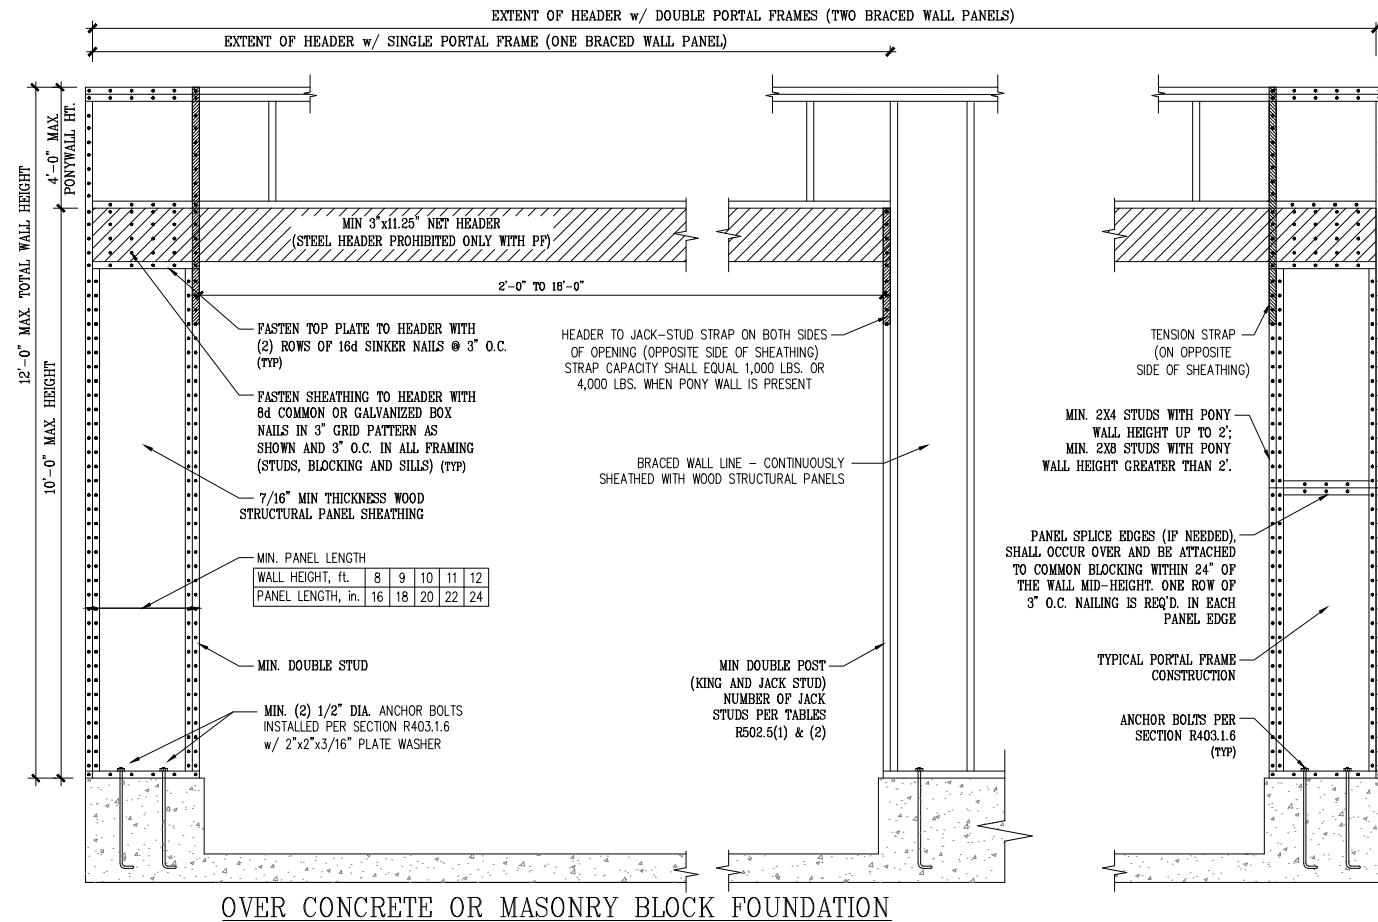 EXTENT OF HEADER w/ DOUBLE PORTAL FRAMES (TWO BRACED WALL PANELS)
EXTENT OF HEADER w/ SINGLE PORTAL FRAME (ONE BRACED WALL PANEL)
12'-0" MAX TOTAL WALL HEIGHT
4'-0" MAX
PONYWALL HT.
10'-0" MAX HEIGHT
MIN 3"x11.25" NET HEADER
(STEEL HEADER PROHIBITED ONLY WITH PF)
2'-0" TO 18'-0"
FASTEN TOP PLATE TO HEADER WITH
(2) ROWS OF 16d SINKER NAILS @ 3" O.C.
(TYP)
FASTEN SHEATHING TO HEADER WITH
8d COMMON OR GALVANIZED BOX
NAILS IN 3" GRID PATTERN AS
SHOWN AND 3" O.C. IN ALL FRAMING
(STUDS, BLOCKING AND SILLS) (TYP)
7/16" MIN THICKNESS WOOD
STRUCTURAL PANEL SHEATHING
MIN. PANEL LENGTH
WALL HEIGHT, ft. 8 9 10 11 12
PANEL LENGTH, in. 16 18 20 22 24
MIN. DOUBLE STUD
MIN. (2) 1/2" DIA. ANCHOR BOLTS
INSTALLED PER SECTION R403.1.6
w/ 2"x2"x3/16" PLATE WASHER
HEADER TO JACK-STUD STRAP ON BOTH SIDES
OF OPENING (OPPOSITE SIDE OF SHEATHING)
STRAP CAPACITY SHALL EQUAL 1,000 LBS. OR
4,000 LBS. WHEN PONY WALL IS PRESENT
BRACED WALL LINE – CONTINUOUSLY
SHEATHED WITH WOOD STRUCTURAL PANELS
MIN DOUBLE POST
(KING AND JACK STUD)
NUMBER OF JACK
STUDS PER TABLES
R502.5(1) & (2)
TENSION STRAP
(ON OPPOSITE
SIDE OF SHEATHING)
MIN. 2X4 STUDS WITH PONY
WALL HEIGHT UP TO 2';
MIN. 2X8 STUDS WITH PONY
WALL HEIGHT GREATER THAN 2'.
PANEL SPLICE EDGES (IF NEEDED),
SHALL OCCUR OVER AND BE ATTACHED
TO COMMON BLOCKING WITHIN 24" OF
THE WALL MID-HEIGHT. ONE ROW OF
3" O.C. NAILING IS REQ'D. IN EACH
PANEL EDGE
TYPICAL PORTAL FRAME
CONSTRUCTION
ANCHOR BOLTS PER
SECTION R403.1.6
(TYP)
OVER CONCRETE OR MASONRY BLOCK FOUNDATION